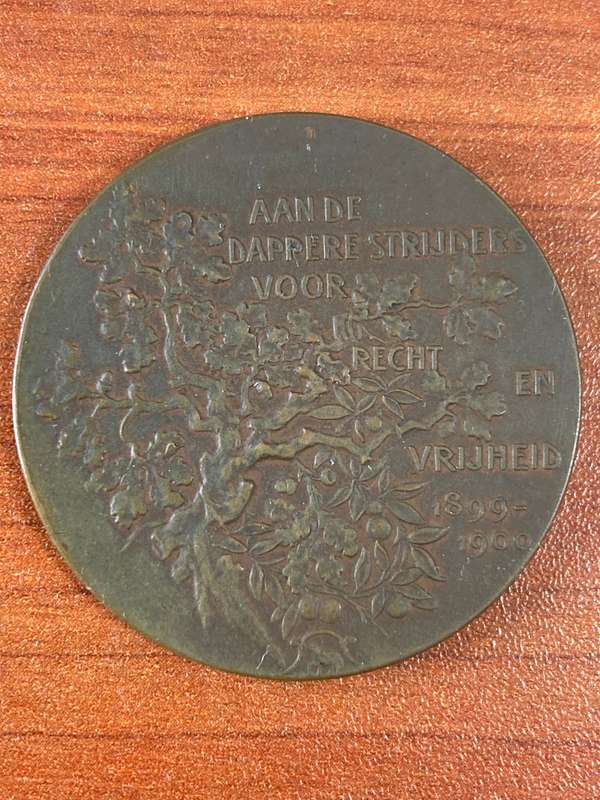 AAN DE
DAPPERE STRIJDERS
VOOR
RECHT
EN
VRIJHEID
1899-
1900